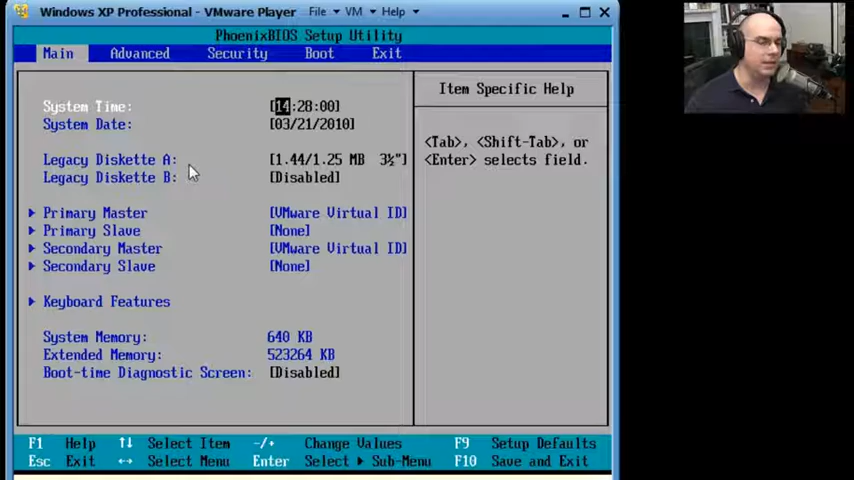 Windows XP Professional - VMware Player File VM Help
PhoenixBIOS Setup Utility
Main Advanced Security Boot Exit
Item Specific Help
System Time: [14:28:00]
System Date: [03/21/2010]
<Tab>, <Shift-Tab>, or
<Enter> selects field.
Legacy Diskette A: [1.44/1.25 MB 3½"]
Legacy Diskette B: [Disabled]
Primary Master [VMware Virtual ID]
Primary Slave [None]
Secondary Master [VMware Virtual ID]
Secondary Slave [None]
Keyboard Features
System Memory: 640 KB
Extended Memory: 523264 KB
Boot-time Diagnostic Screen: [Disabled]
F1 Help ↑↓ Select Item -/+ Change Values F9 Setup Defaults
Esc Exit ↔ Select Menu Enter Select ▶ Sub-Menu F10 Save and Exit